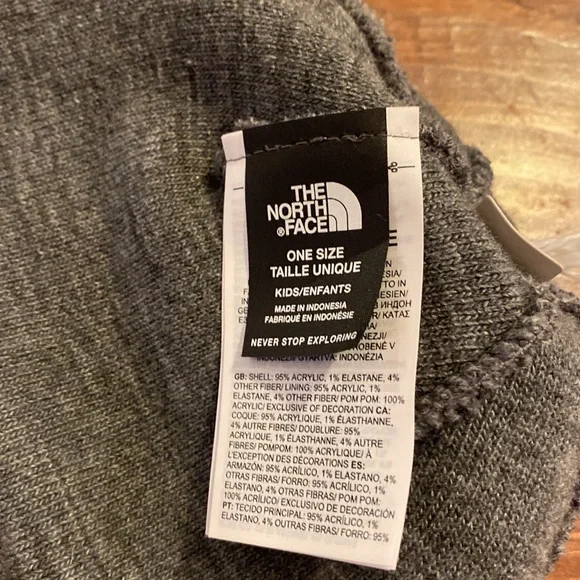 THE
NORTH
®FACE
ONE SIZE
TAILLE UNIQUE
KIDS/ENFANTS
MADE IN INDONESIA
FABRIQUÉ EN INDONÉSIE
NEVER STOP EXPLORING
INDONEZIJI GYÁRTVA: INDONÉZIA
GB: SHELL: 95% ACRYLIC, 1% ELASTANE, 4%
OTHER FIBER/ LINING: 95% ACRYLIC, 1%
ELASTANE, 4% OTHER FIBER/ POM POM: 100%
ACRYLIC/ EXCLUSIVE OF DECORATION CA:
COQUE: 95% ACRYLIQUE, 1% ÉLASTHANNE,
4% AUTRE FIBRES/ DOUBLURE: 95%
ACRYLIQUE, 1% ÉLASTHANNE, 4% AUTRE
FIBRES/ POMPOM: 100% ACRYLIQUE/ A
L'EXCEPTION DES DÉCORATIONS ES:
ARMAZÓN: 95% ACRÍLICO, 1% ELASTANO, 4%
OTRAS FIBRAS/ FORRO: 95% ACRÍLICO, 1%
ELASTANO, 4% OTRAS FIBRAS/ POM POM:
100% ACRÍLICO/ EXCLUSIVO DE DECORACIÓN
PT: TECIDO PRINCIPAL: 95% ACRÍLICO, 1%
ELASTANO, 4% OUTRAS FIBRAS/ FORRO: 95%